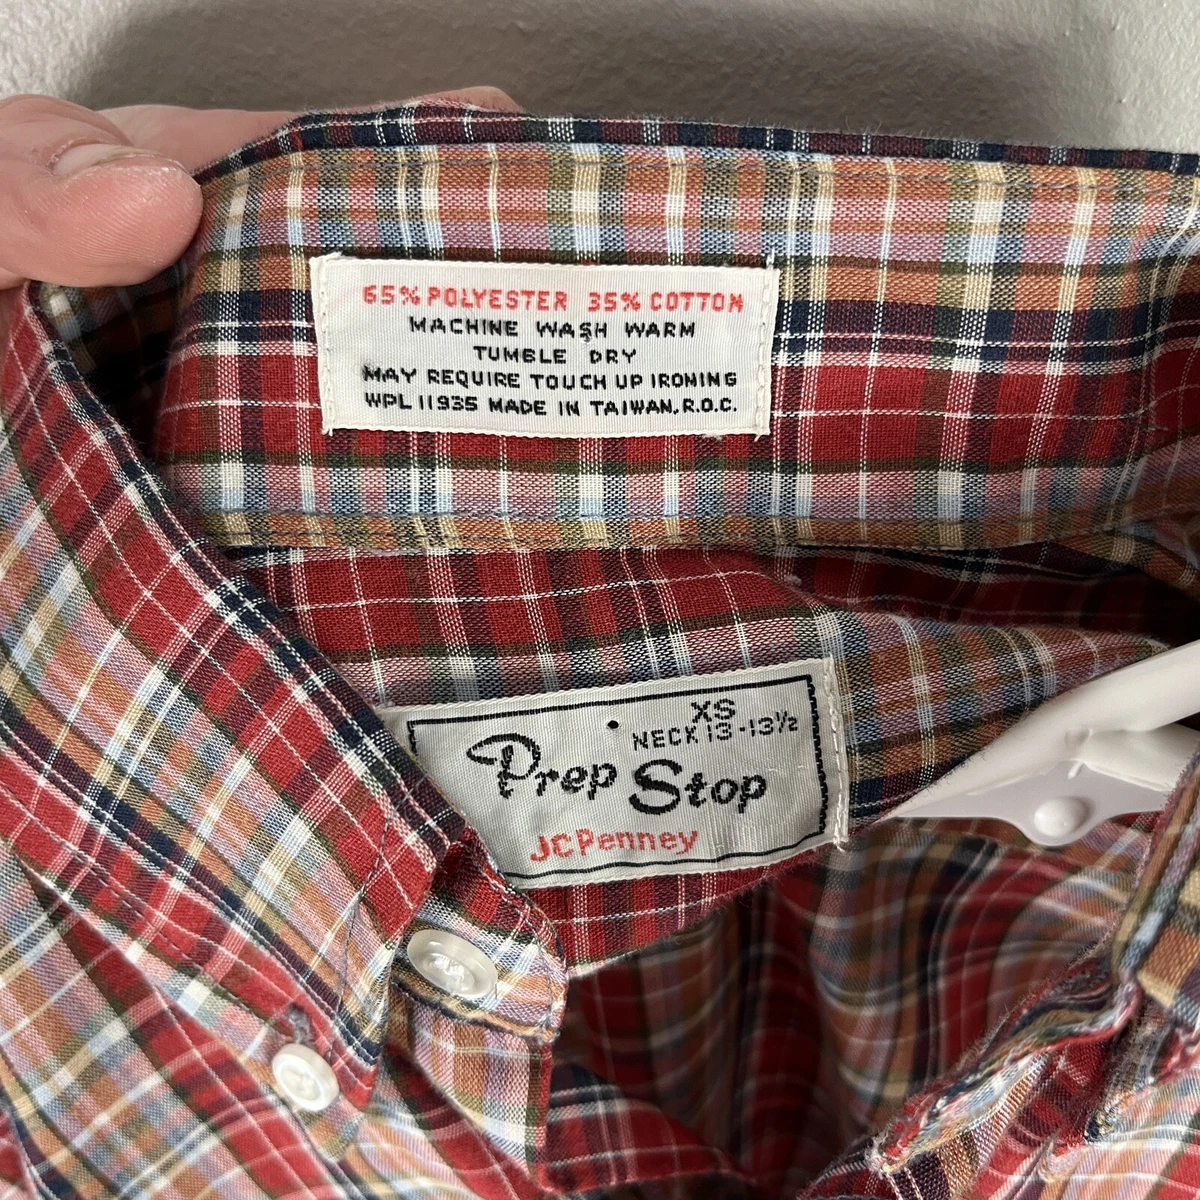 65% POLYESTER 35% COTTON
MACHINE WASH WARM
TUMBLE DRY
MAY REQUIRE TOUCH UP IRONING
WPL 11935 MADE IN TAIWAN.R.O.C.
XS
NECK 13-13½
Prep Stop
JCPenney